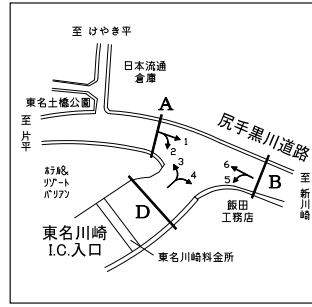 至 けやき平
日本流通
倉庫
東名土橋公園
A
尻手黒川道路
至 片平
1
2
3
4
6
5
B
至 新川崎
ホテル&
リゾート
バリアン
D
飯田
工務店
東名川崎
I.C.入口
東名川崎料金所